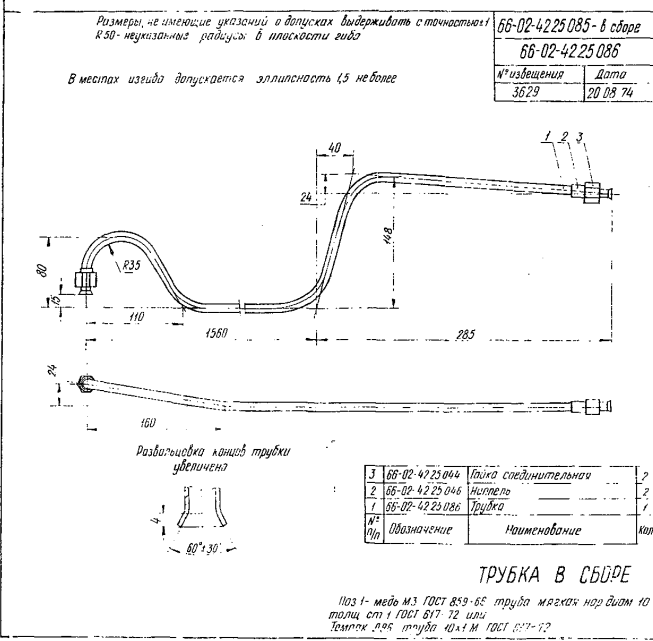 Размеры, не имеющие указаний о допусках выдерживать с точностью ±1
R50 - неуказанные радиусы в плоскости гиба
66-02-4225085 - в сборе
66-02-4225086
№ извещения Дата
3629 20 08 74
В местах изгиба допускается эллипсность 1,5 не более
1 2 3
40
24
148
80
R35
15
110
1560
285
24
160
Развальцовка концов трубки
увеличено
4
60°±30'
3 66-02-4225044 Гайка соединительная 2
2 66-02-4225046 Ниппель 2
1 66-02-4225086 Трубка 1
№ п/п Обозначение Наименование Кол
ТРУБКА В СБОРЕ
Поз 1 - медь М3 ГОСТ 859-66 труба мягкая нар диам 10
толщ ст 1 ГОСТ 617-72 или
труба 10х1 М ГОСТ